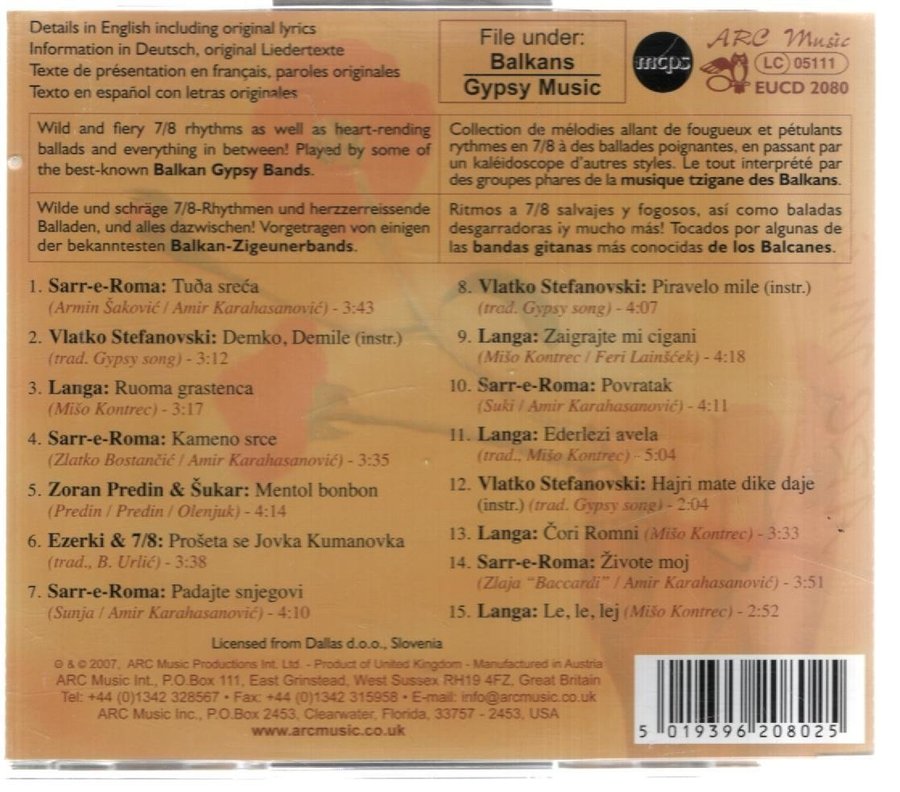 Details in English including original lyrics
Information in Deutsch, original Liedertexte
Texte de présentation en français, paroles originales
Texto en español con letras originales
File under:
Balkans
Gypsy Music
mcps
ARC Music
LC 05111
EUCD 2080
Wild and fiery 7/8 rhythms as well as heart-rending
ballads and everything in between! Played by some of
the best-known Balkan Gypsy Bands.
Collection de mélodies allant de fougueux et pétulants
rythmes en 7/8 à des ballades poignantes, en passant par
un kaléidoscope d'autres styles. Le tout interprété par
des groupes phares de la musique tzigane des Balkans.
Wilde und schräge 7/8-Rhythmen und herzzerreissende
Balladen, und alles dazwischen! Vorgetragen von einigen
der bekanntesten Balkan-Zigeunerbands.
Ritmos a 7/8 salvajes y fogosos, así como baladas
desgarradoras ¡y mucho más! Tocados por algunas de
las bandas gitanas más conocidas de los Balcanes.
1. Sarr-e-Roma: Tuða sreća
(Armin Šaković / Amir Karahasanović) - 3:43
2. Vlatko Stefanovski: Demko, Demile (instr.)
(trad. Gypsy song) - 3:12
3. Langa: Ruoma grastenca
(Mišo Kontrec) - 3:17
4. Sarr-e-Roma: Kameno srce
(Zlatko Bostančić / Amir Karahasanović) - 3:35
5. Zoran Predin & Šukar: Mentol bonbon
(Predin / Predin / Olenjuk) - 4:14
6. Ezerki & 7/8: Prošeta se Jovka Kumanovka
(trad., B. Urlić) - 3:38
7. Sarr-e-Roma: Padajte snjegovi
(Sunja / Amir Karahasanović) - 4:10
8. Vlatko Stefanovski: Piravelo mile (instr.)
(trad. Gypsy song) - 4:07
9. Langa: Zaigrajte mi cigani
(Mišo Kontrec / Feri Lainšček) - 4:18
10. Sarr-e-Roma: Povratak
(Suki / Amir Karahasanović) - 4:11
11. Langa: Ederlezi avela
(trad., Mišo Kontrec) - 5:04
12. Vlatko Stefanovski: Hajri mate dike daje
(instr.) (trad. Gypsy song) - 2:04
13. Langa: Čori Romni (Mišo Kontrec) - 3:33
14. Sarr-e-Roma: Živote moj
(Zlaja "Baccardi" / Amir Karahasanović) - 3:51
15. Langa: Le, le, lej (Mišo Kontrec) - 2:52
Licensed from Dallas d.o.o., Slovenia
℗ & © 2007, ARC Music Productions Int. Ltd. - Product of United Kingdom - Manufactured in Austria
ARC Music Int., P.O.Box 111, East Grinstead, West Sussex RH19 4FZ, Great Britain
Tel: +44 (0)1342 328567 • Fax: +44 (0)1342 315958 • E-mail: info@arcmusic.co.uk
ARC Music Inc., P.O.Box 2453, Clearwater, Florida, 33757 - 2453, USA
www.arcmusic.co.uk
5 019396 208025